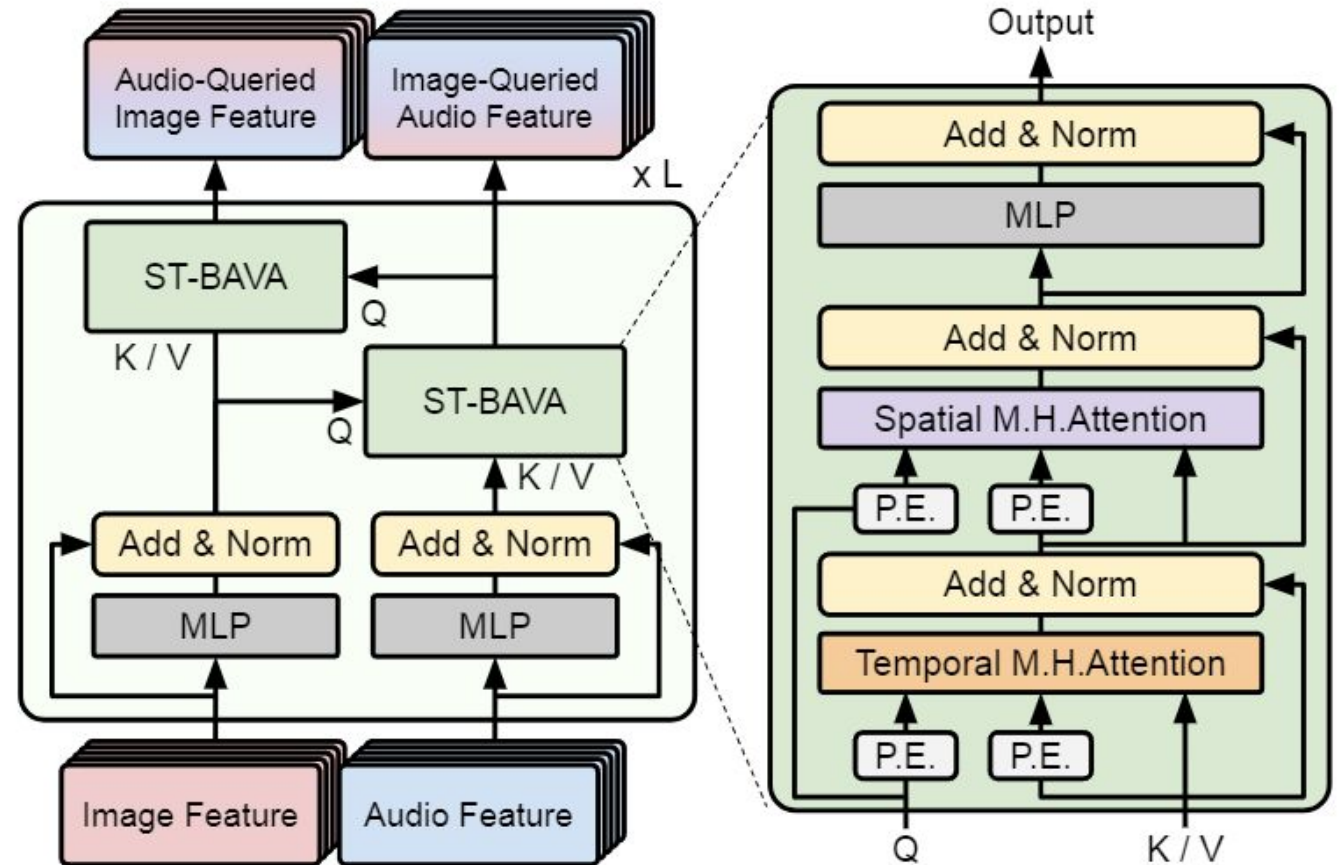 Audio-Queried
Image Feature
Image-Queried
Audio Feature
x L
ST-BAVA
Q
K / V
ST-BAVA
Q
K / V
Add & Norm
Add & Norm
MLP
MLP
Image Feature
Audio Feature
Output
Add & Norm
MLP
Add & Norm
Spatial M.H.Attention
P.E.
P.E.
Add & Norm
Temporal M.H.Attention
P.E.
P.E.
Q
K / V